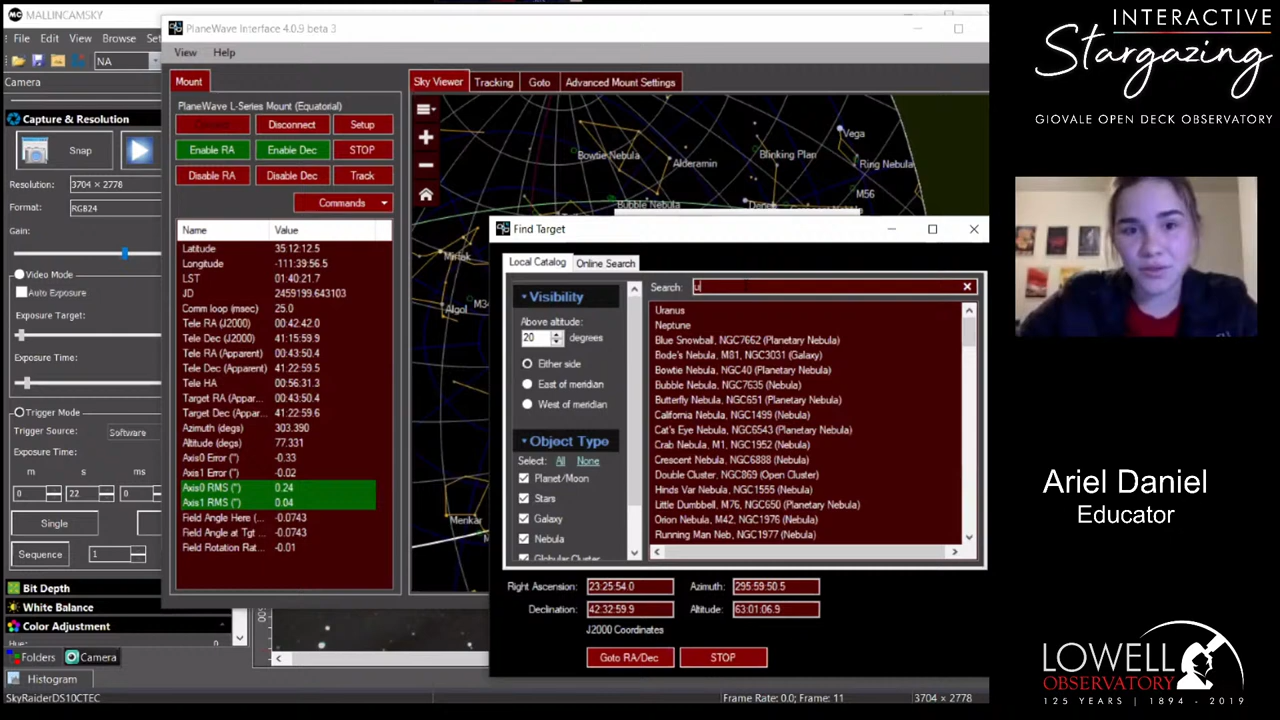 MALLINCAMSKY
File Edit View Browse Set
NA
Camera
Capture & Resolution
Snap
Resolution: 3704 × 2778
Format: RGB24
Gain:
Video Mode
Auto Exposure
Exposure Target:
Exposure Time:
Trigger Mode
Trigger Source: Software
Exposure Time:
m s ms
0 22 0
Single
Sequence 1
Bit Depth
White Balance
Color Adjustment
Hue:
Folders Camera
Histogram
SkyRaiderDS10CTEC
Frame Rate: 0.0; Frame: 11
3704 × 2778
PlaneWave Interface 4.0.9 beta 3
View Help
Mount
PlaneWave L-Series Mount (Equatorial)
Disconnect Setup
Enable RA Enable Dec STOP
Disable RA Disable Dec Track
Commands
Name Value
Latitude 35:12:12.5
Longitude -111:39:56.5
LST 01:40:21.7
JD 2459199.643103
Comm loop (msec) 25.0
Tele RA (J2000) 00:42:42.0
Tele Dec (J2000) 41:15:59.9
Tele RA (Apparent) 00:43:50.4
Tele Dec (Apparent) 41:22:59.6
Tele HA 00:56:31.3
Target RA (Appar... 00:43:50.4
Target Dec (Appar... 41:22:59.6
Azimuth (degs) 303.390
Altitude (degs) 77.331
Axis0 Error (") -0.33
Axis1 Error (") -0.02
Axis0 RMS (") 0.24
Axis1 RMS (") 0.04
Field Angle Here (... -0.0743
Field Angle at Tgt ... -0.0743
Field Rotation Rat... -0.01
Sky Viewer Tracking Goto Advanced Mount Settings
Vega
Bowtie Nebula
Alderamin
Blinking Plan
Ring Nebula
M56
Bubble Nebula
Mirfak
Algol
M34
Menkar
Find Target
Local Catalog Online Search
Visibility
Above altitude:
20 degrees
Either side
East of meridian
West of meridian
Object Type
Select: All None
Planet/Moon
Stars
Galaxy
Nebula
Globular Cluster
Search: u
Uranus
Neptune
Blue Snowball, NGC7662 (Planetary Nebula)
Bode's Nebula, M81, NGC3031 (Galaxy)
Bowtie Nebula, NGC40 (Planetary Nebula)
Bubble Nebula, NGC7635 (Nebula)
Butterfly Nebula, NGC651 (Planetary Nebula)
California Nebula, NGC1499 (Nebula)
Cat's Eye Nebula, NGC6543 (Planetary Nebula)
Crab Nebula, M1, NGC1952 (Nebula)
Crescent Nebula, NGC6888 (Nebula)
Double Cluster, NGC869 (Open Cluster)
Hinds Var Nebula, NGC1555 (Nebula)
Little Dumbbell, M76, NGC650 (Planetary Nebula)
Orion Nebula, M42, NGC1976 (Nebula)
Running Man Neb, NGC1977 (Nebula)
Right Ascension: 23:25:54.0 Azimuth: 295:59:50.5
Declination: 42:32:59.9 Altitude: 63:01:06.9
J2000 Coordinates
Goto RA/Dec STOP
INTERACTIVE
Stargazing
GIOVALE OPEN DECK OBSERVATORY
Ariel Daniel
Educator
LOWELL
OBSERVATORY
125 YEARS | 1894 - 2019